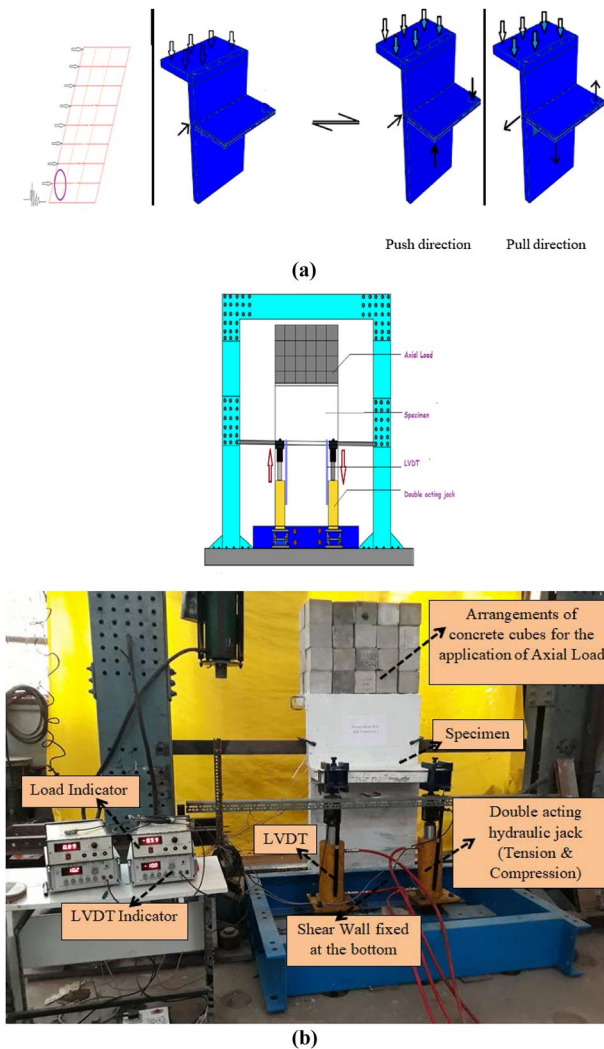 Push direction
Pull direction
(a)
Axial Load
Specimen
LVDT
Double acting jack
Arrangements of
concrete cubes for the
application of Axial Load
Specimen
Load Indicator
LVDT
Double acting
hydraulic jack
(Tension &
Compression)
LVDT Indicator
Shear Wall fixed
at the bottom
(b)